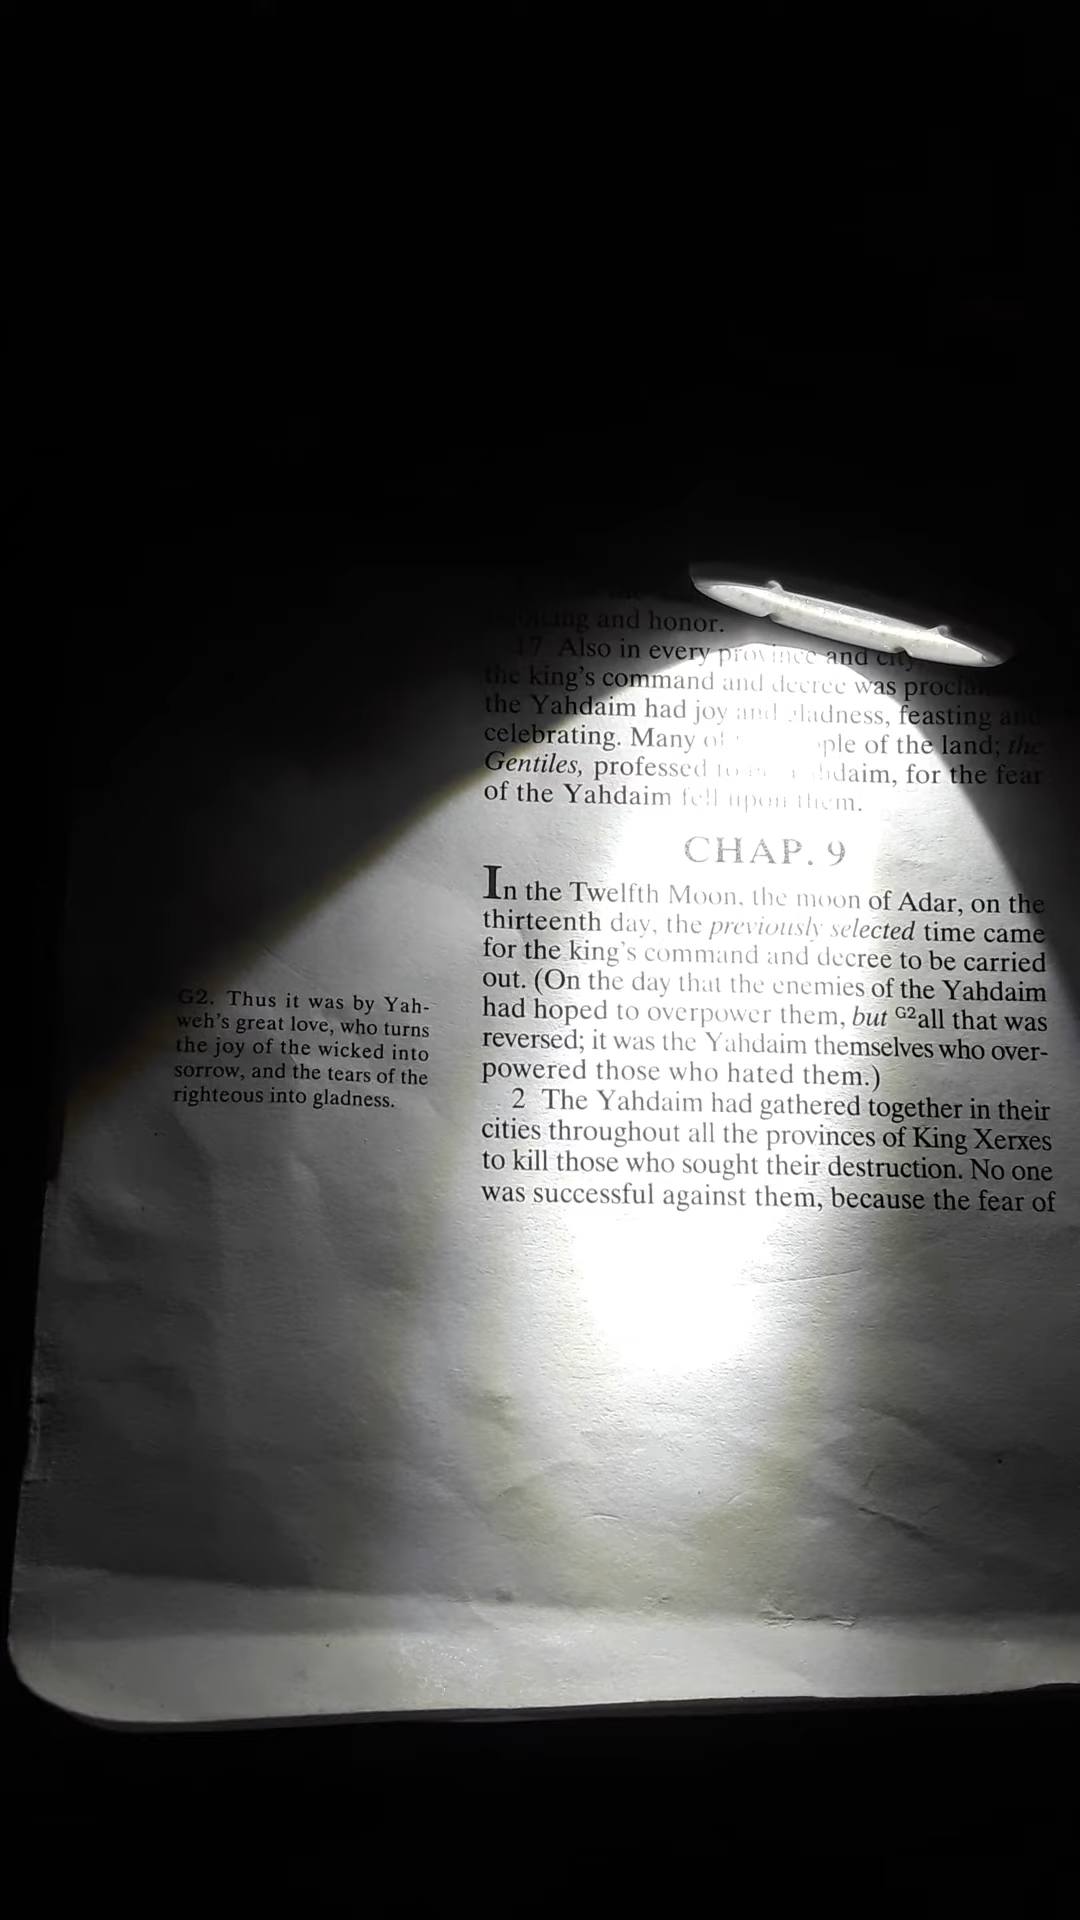 and honor.
17 Also in every province and city
the king's command and decree was
the Yahdaim had joy and gladness, feasting and
celebrating. Many of ple of the land; the
Gentiles, professed to hdaim, for the fear
of the Yahdaim fell upon them.
CHAP. 9
In the Twelfth Moon, the moon of Adar, on the
thirteenth day, the previously selected time came
for the king's command and decree to be carried
out. (On the day that the enemies of the Yahdaim
had hoped to overpower them, but G2all that was
reversed; it was the Yahdaim themselves who over-
powered those who hated them.)
2 The Yahdaim had gathered together in their
cities throughout all the provinces of King Xerxes
to kill those who sought their destruction. No one
was successful against them, because the fear of
G2. Thus it was by Yah-
weh's great love, who turns
the joy of the wicked into
sorrow, and the tears of the
righteous into gladness.